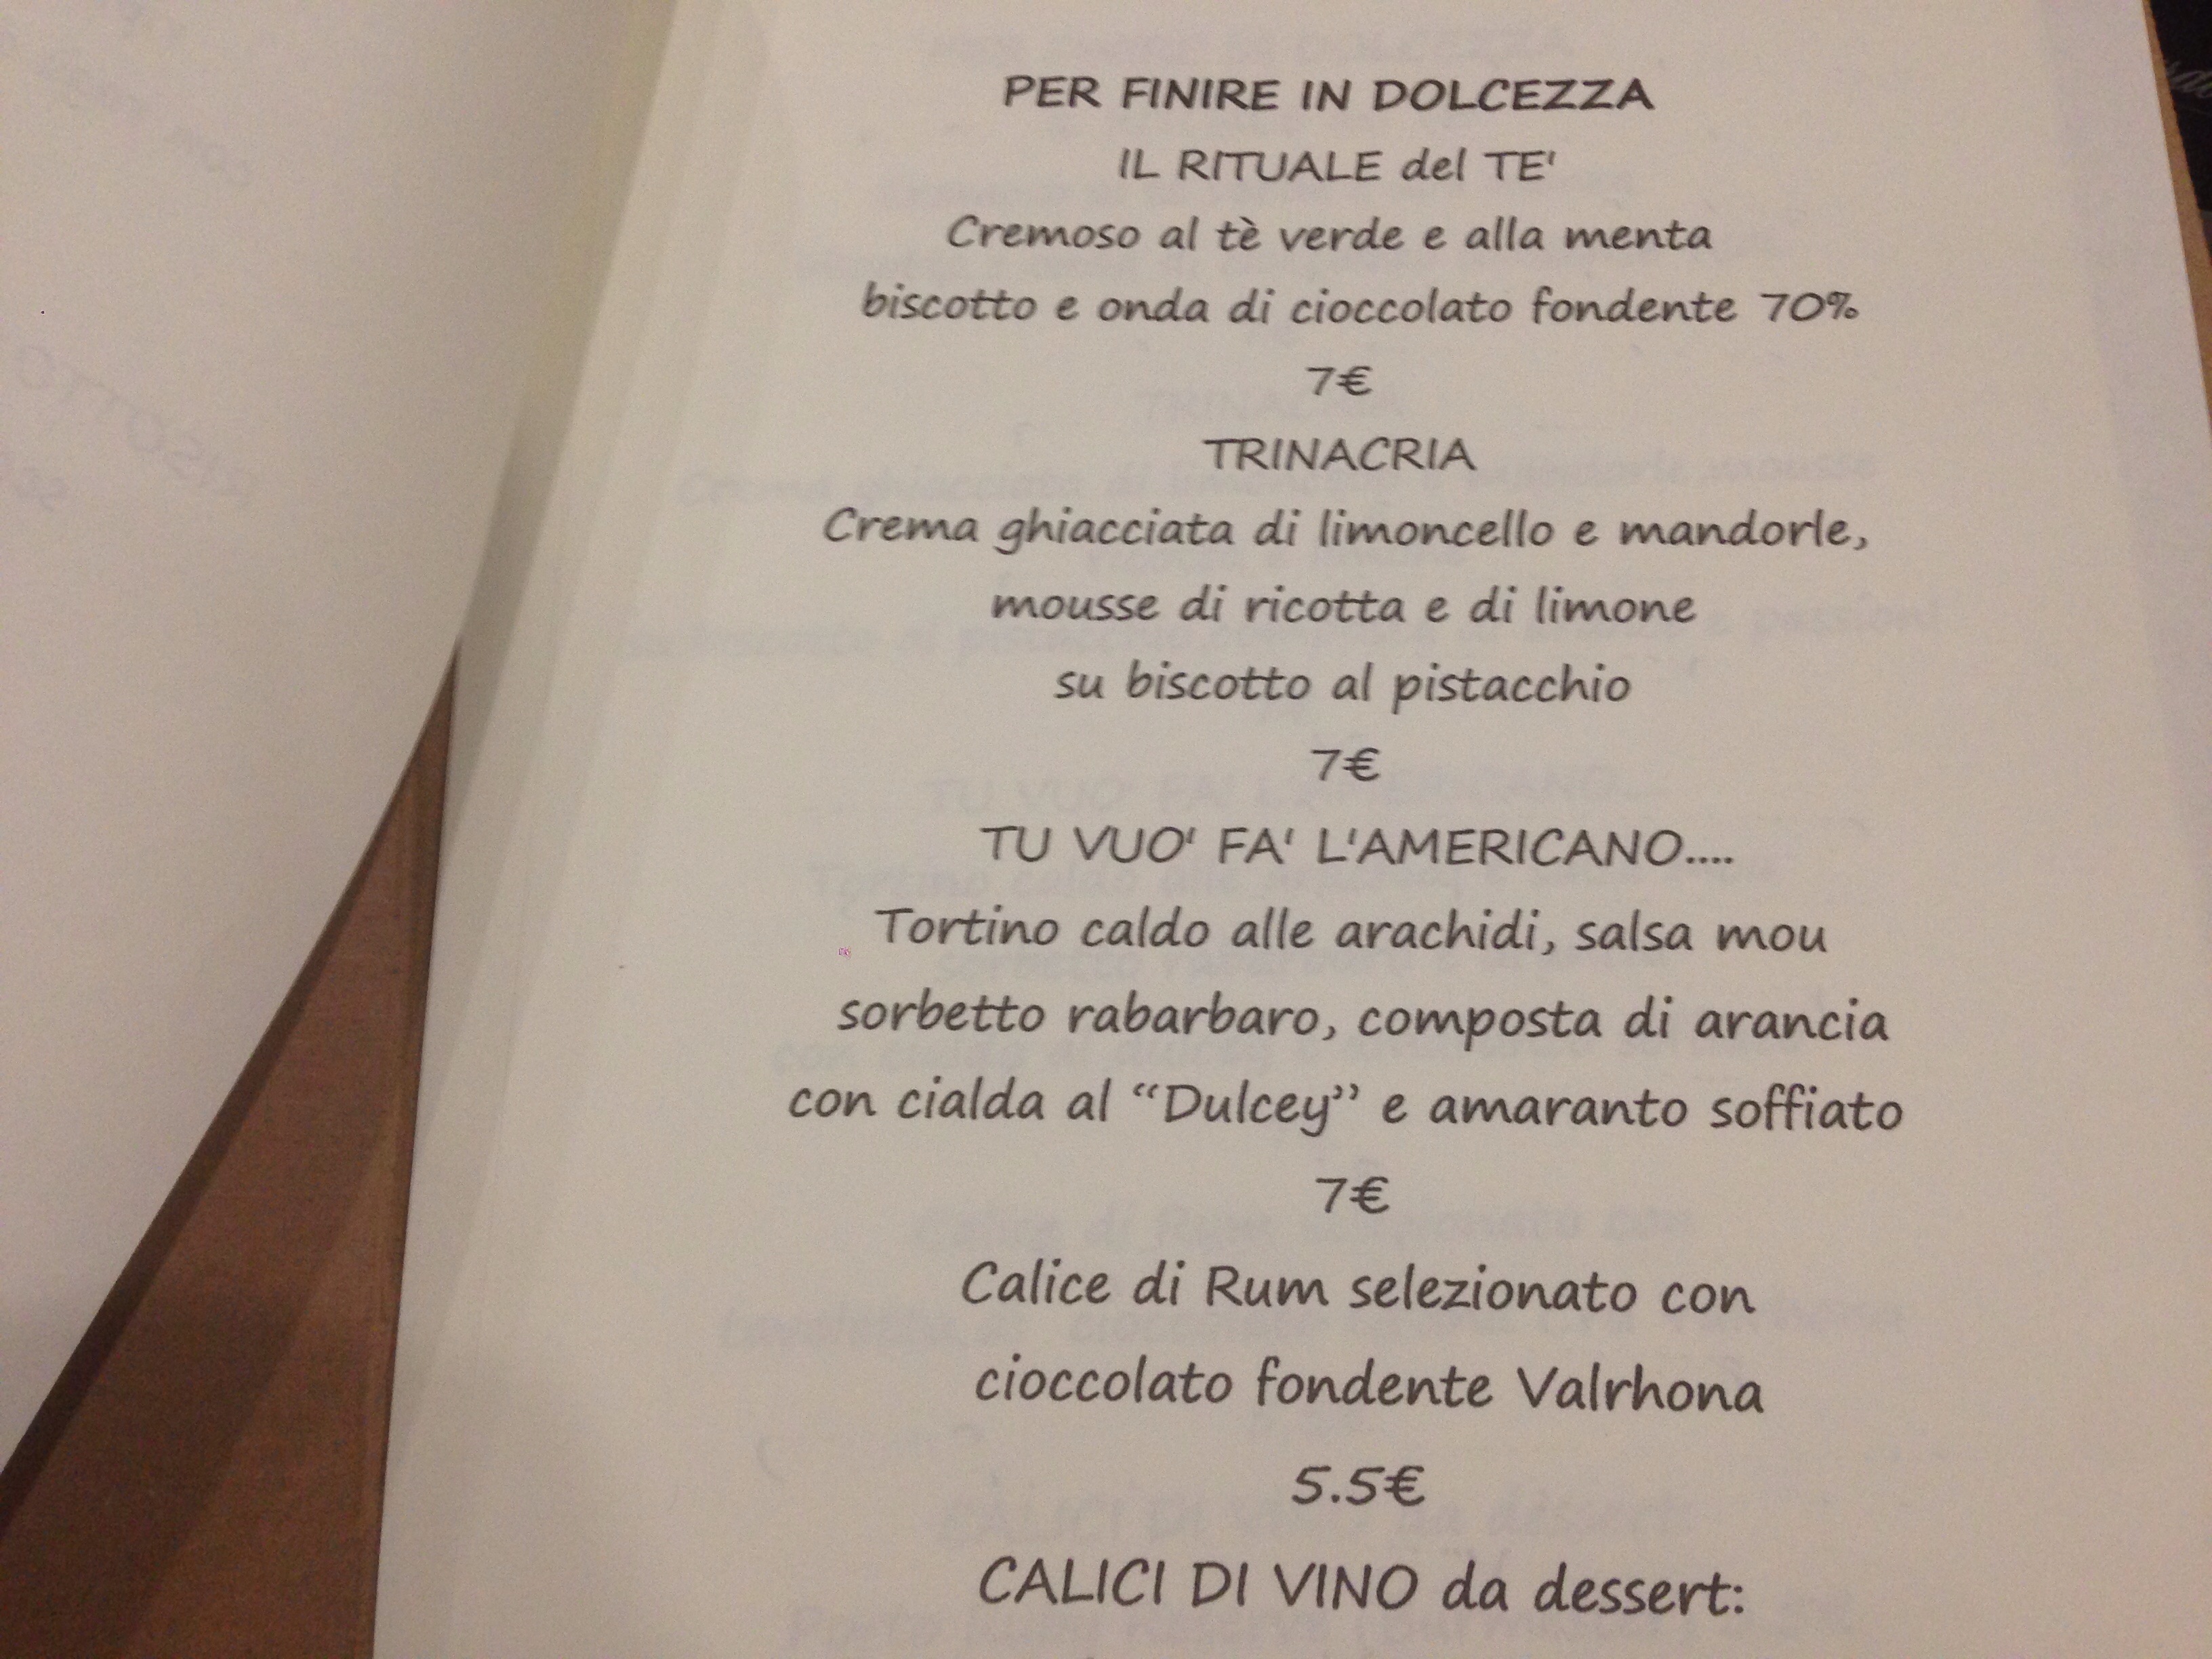 PER FINIRE IN DOLCEZZA
IL RITUALE del TE'
Cremoso al tè verde e alla menta
biscotto e onda di cioccolato fondente 70%
7€
TRINACRIA
Crema ghiacciata di limoncello e mandorle,
mousse di ricotta e di limone
su biscotto al pistacchio
7€
TU VUO' FA' L'AMERICANO....
Tortino caldo alle arachidi, salsa mou
sorbetto rabarbaro, composta di arancia
con cialda al “Dulcey” e amaranto soffiato
7€
Calice di Rum selezionato con
cioccolato fondente Valrhona
5.5€
CALICI DI VINO da dessert: